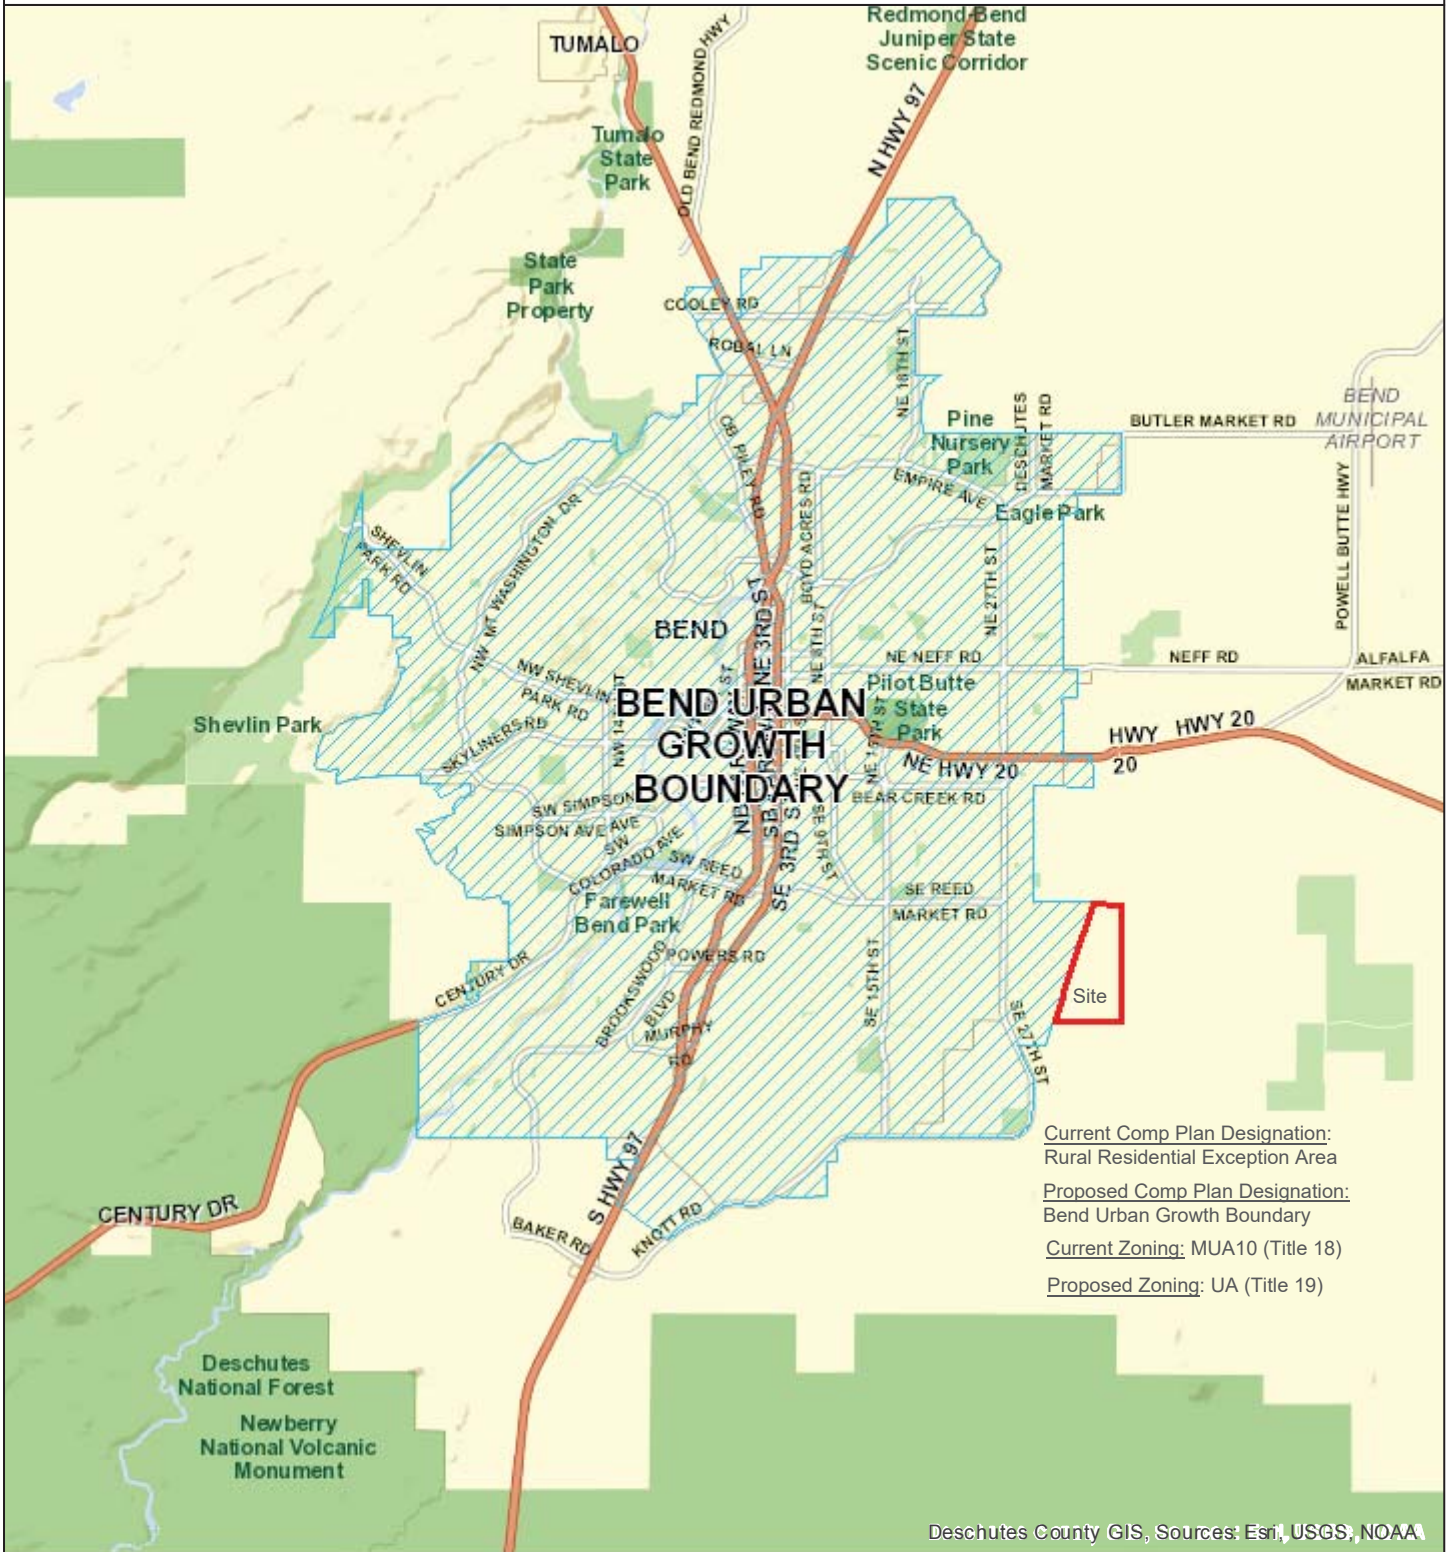 TUMALO
Redmond-Bend
Juniper State
Scenic Corridor
OLD BEND REDMOND HWY
N HWY 97
Tumalo
State
Park
State
Park
Property
COOLEY RD
ROBAL LN
NE 18TH ST
OB RILEY RD
Pine
Nursery
Park
DESCHUTES
MARKET RD
BUTLER MARKET RD
BEND
MUNICIPAL
AIRPORT
EMPIRE AVE
Eagle Park
POWELL BUTTE HWY
SHEVLIN
PARK RD
NW MT WASHINGTON DR
BOYD ACRES RD
NE 27TH ST
BEND
NE 3RD ST
NE 8TH ST
NE NEFF RD
NEFF RD
ALFALFA
MARKET RD
NW SHEVLIN
PARK RD
Pilot Butte
State
Park
Shevlin Park
BEND URBAN
GROWTH
BOUNDARY
SKYLINERS RD
HWY 20
HWY
20
NE HWY 20
BEAR CREEK RD
SW SIMPSON
SIMPSON AVE AVE
SW
COLORADO AVE
SW REED
MARKET RD
SE 3RD S
SE 9TH ST
SE REED
MARKET RD
Farewell
Bend Park
POWERS RD
CENTURY DR
BROOKSWOOD
BLVD
MURPHY
RD
SE 15TH ST
SE 27TH ST
Site
Current Comp Plan Designation:
Rural Residential Exception Area
Proposed Comp Plan Designation:
Bend Urban Growth Boundary
Current Zoning: MUA10 (Title 18)
Proposed Zoning: UA (Title 19)
CENTURY DR
S HWY 97
BAKER RD
KNOTT RD
Deschutes
National Forest
Newberry
National Volcanic
Monument
Deschutes County GIS, Sources: Esri, USGS, NOAA